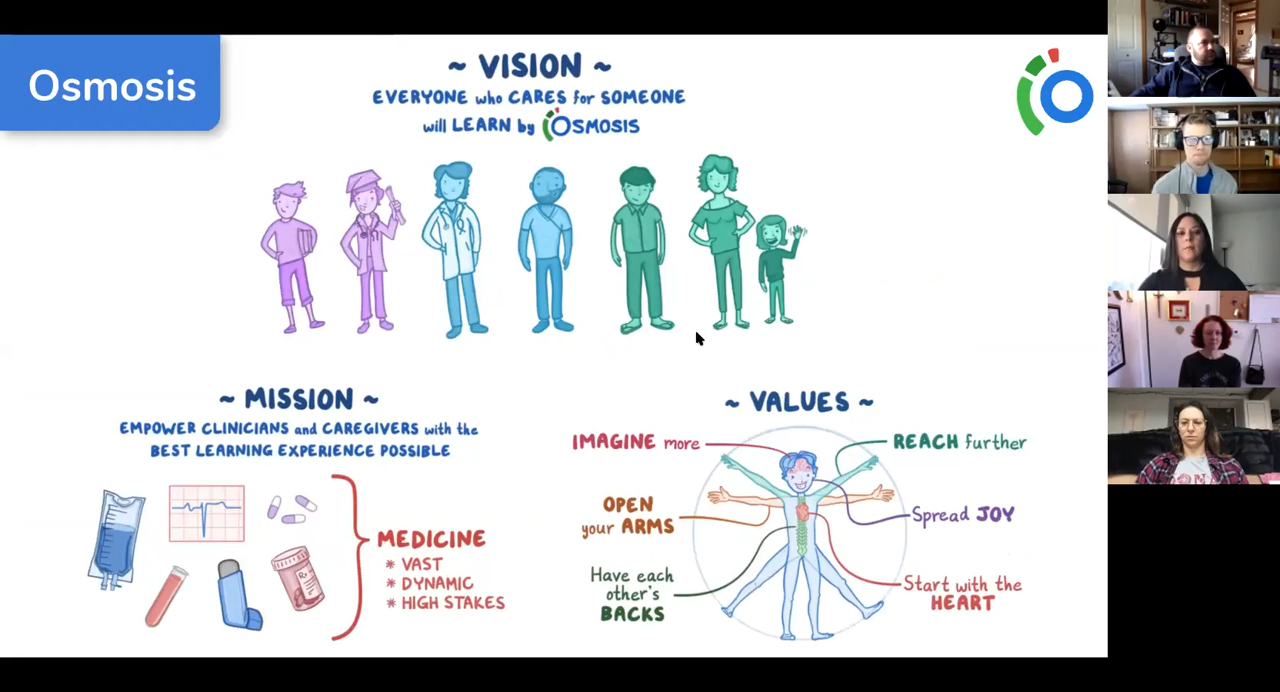 Osmosis
~ VISION ~
EVERYONE who CARES for SOMEONE
will LEARN by OSMOSIS
~ MISSION ~
EMPOWER CLINICIANS and CAREGIVERS with the
BEST LEARNING EXPERIENCE POSSIBLE
MEDICINE
* VAST
* DYNAMIC
* HIGH STAKES
~ VALUES ~
IMAGINE more
REACH further
OPEN
your ARMS
Spread JOY
Have each
other's
BACKS
Start with the
HEART